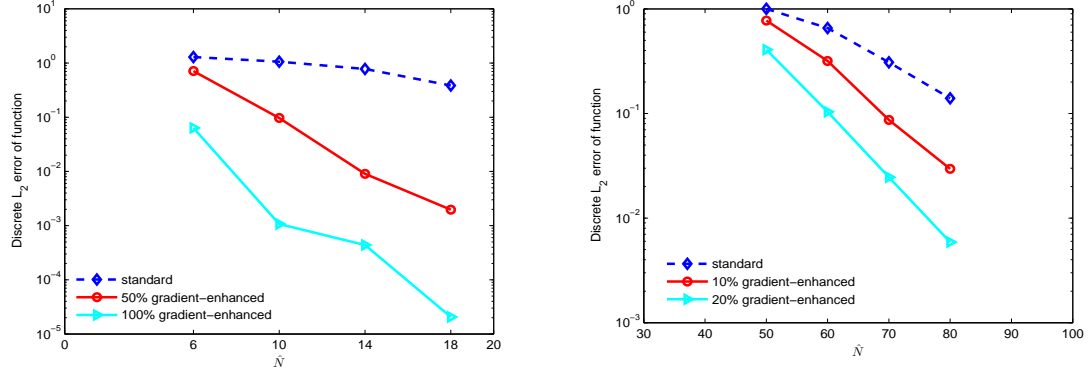 10^1
10^0
10^-1
10^-2
10^-3
10^-4
10^-5
Discrete L_2 error of function
0 6 10 14 18 20
N̂
standard
50% gradient−enhanced
100% gradient−enhanced
10^0
10^-1
10^-2
10^-3
Discrete L_2 error of function
30 40 50 60 70 80 90 100
N̂
standard
10% gradient−enhanced
20% gradient−enhanced